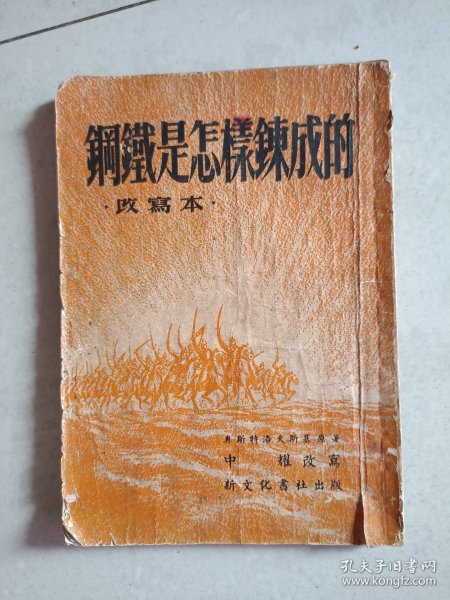 鋼鐵是怎樣鍊成的
·改寫本·
奥斯特洛夫斯基原著
中耀改寫
新文化書社出版
孔夫子旧书网
www.kongfz.com